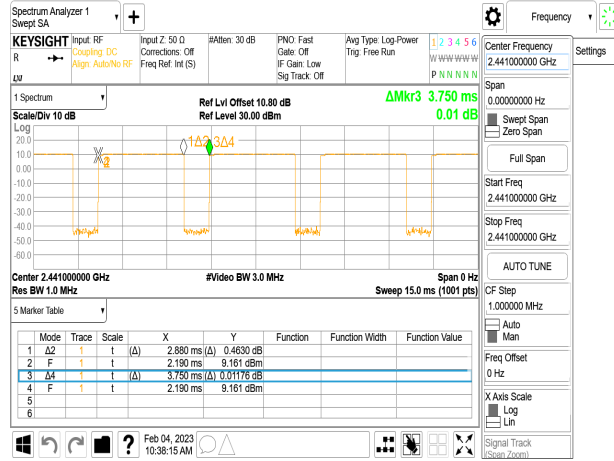 Spectrum Analyzer 1
Swept SA
Frequency
Settings
KEYSIGHT
R
Input: RF
Coupling: DC
Align: Auto/No RF
Input Z: 50 Ω
Corrections: Off
Freq Ref: Int (S)
#Atten: 30 dB
PNO: Fast
Gate: Off
IF Gain: Low
Sig Track: Off
Avg Type: Log-Power
Trig: Free Run
1 2 3 4 5 6
W W W W W W
P N N N N N
1 Spectrum
Scale/Div 10 dB
Ref Lvl Offset 10.80 dB
Ref Level 30.00 dBm
ΔMkr3 3.750 ms
0.01 dB
Log
20.0
10.0
0.00
-10.0
-20.0
-30.0
-40.0
-50.0
-60.0
1Δ2
3Δ4
Center 2.441000000 GHz
#Video BW 3.0 MHz
Span 0 Hz
Res BW 1.0 MHz
Sweep 15.0 ms (1001 pts)
5 Marker Table
Mode Trace Scale X Y Function Function Width Function Value
1 Δ2 1 t (Δ) 2.880 ms (Δ) 0.4630 dB
2 F 1 t 2.190 ms 9.161 dBm
3 Δ4 1 t (Δ) 3.750 ms (Δ) 0.01176 dB
4 F 1 t 2.190 ms 9.161 dBm
5
6
Feb 04, 2023
10:38:15 AM
Center Frequency
2.441000000 GHz
Span
0.00000000 Hz
Swept Span
Zero Span
Full Span
Start Freq
2.441000000 GHz
Stop Freq
2.441000000 GHz
AUTO TUNE
CF Step
1.000000 MHz
Auto
Man
Freq Offset
0 Hz
X Axis Scale
Log
Lin
Signal Track
(Span Zoom)